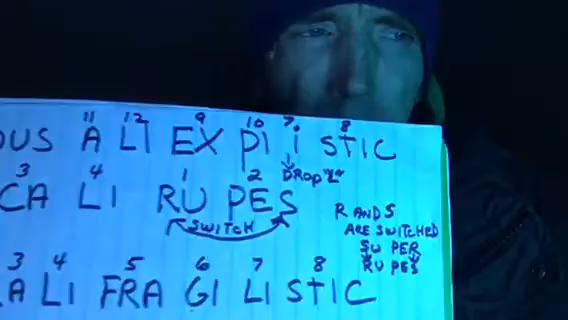 11 12 9 10 7 8
OUS A LI EX PI i STIC
3 4 1 2 DROP "L"
CA LI RU PES
SWITCH
R AND S
ARE SWITCHED
SU PER
RU PES
3 4 5 6 7 8
ALI FRA GI LI STIC